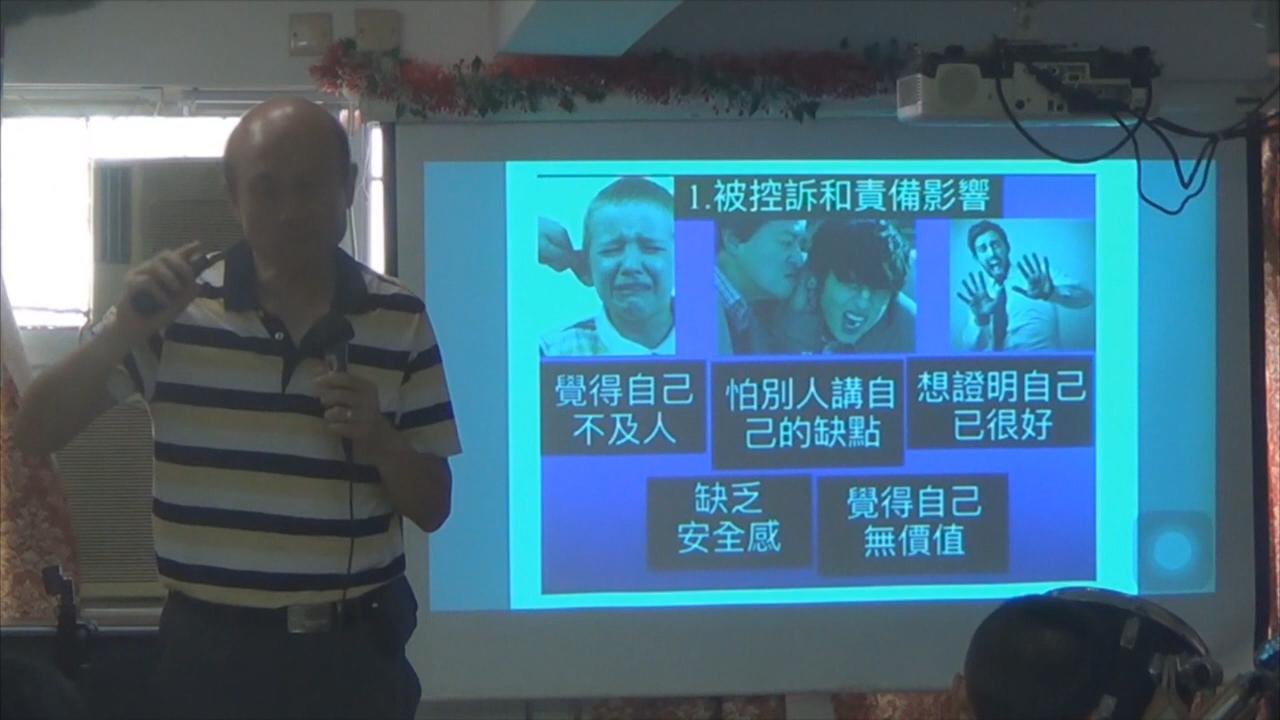 1.被控訴和責備影響
覺得自己
不及人
怕別人講自
己的缺點
想證明自己
已很好
缺乏
安全感
覺得自己
無價值